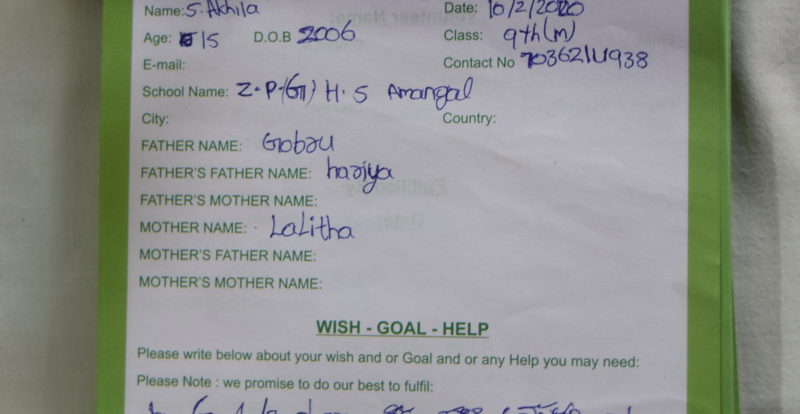 Name: S. Akhila Date: 10/2/2020
Age: 15 D.O.B 2006 Class: 9th(m)
E-mail: Contact No 7036214938
School Name: Z.P.(G) H.S Amangal
City: Country:
FATHER NAME: Gobru
FATHER'S FATHER NAME: hariya
FATHER'S MOTHER NAME:
MOTHER NAME: LaLitha
MOTHER'S FATHER NAME:
MOTHER'S MOTHER NAME:
WISH - GOAL - HELP
Please write below about your wish and or Goal and or any Help you may need:
Please Note : we promise to do our best to fulfil: